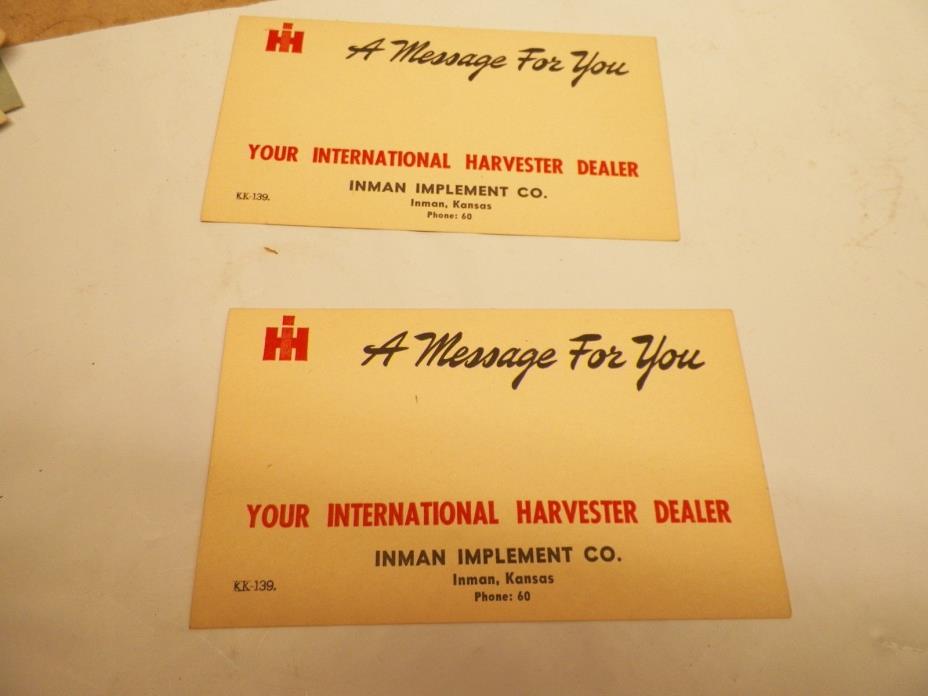 IH
A Message For You
YOUR INTERNATIONAL HARVESTER DEALER
INMAN IMPLEMENT CO.
Inman, Kansas
Phone: 60
KK-139.
IH
A Message For You
YOUR INTERNATIONAL HARVESTER DEALER
INMAN IMPLEMENT CO.
Inman, Kansas
Phone: 60
KK-139.